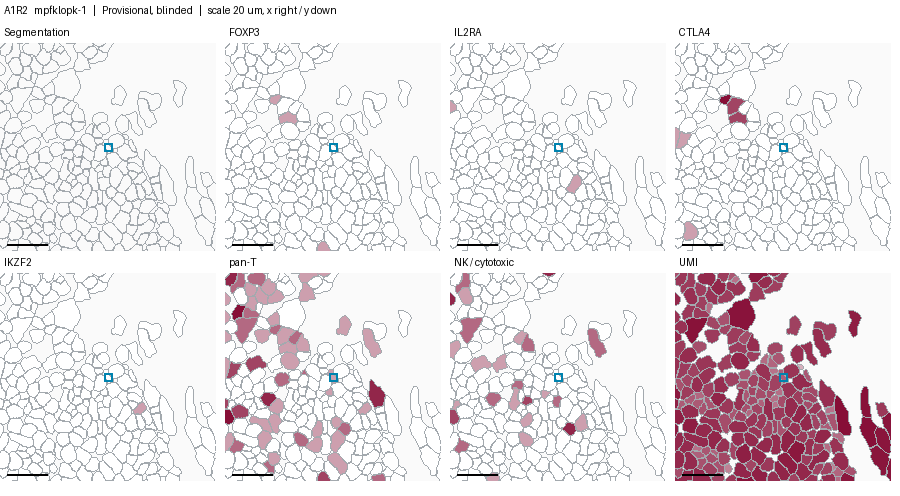 A1R2 mpfklopk-1 | Provisional, blinded | scale 20 um, x right / y down
Segmentation
FOXP3
IL2RA
CTLA4
IKZF2
pan-T
NK / cytotoxic
UMI